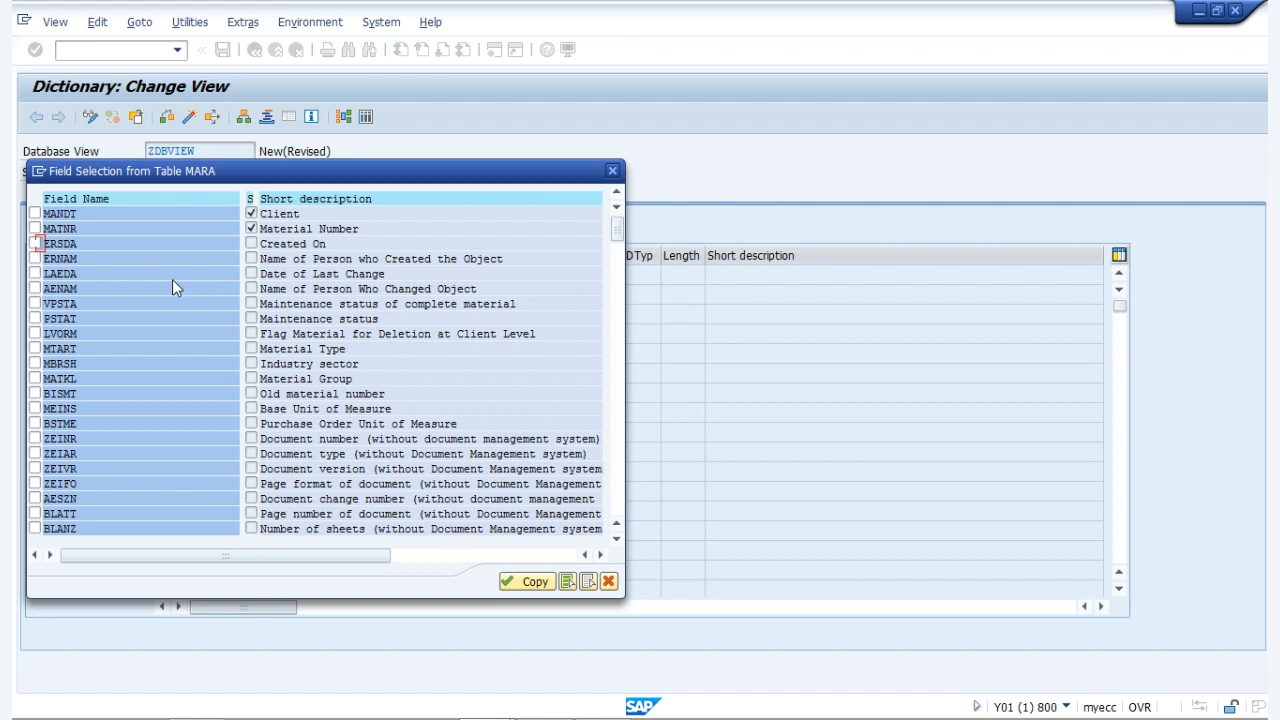 View Edit Goto Utilities Extras Environment System Help
Dictionary: Change View
Database View ZDBVIEW New(Revised)
Field Selection from Table MARA
Field Name S Short description
MANDT Client
MATNR Material Number
ERSDA Created On
ERNAM Name of Person who Created the Object
LAEDA Date of Last Change
AENAM Name of Person Who Changed Object
VPSTA Maintenance status of complete material
PSTAT Maintenance status
LVORM Flag Material for Deletion at Client Level
MTART Material Type
MBRSH Industry sector
MATKL Material Group
BISMT Old material number
MEINS Base Unit of Measure
BSTME Purchase Order Unit of Measure
ZEINR Document number (without document management system)
ZEIAR Document type (without Document Management system)
ZEIVR Document version (without Document Management system
ZEIFO Page format of document (without Document Management
AESZN Document change number (without document management
BLATT Page number of document (without Document Management
BLANZ Number of sheets (without Document Management system
Copy
DTyp Length Short description
SAP
Y01 (1) 800 myecc OVR